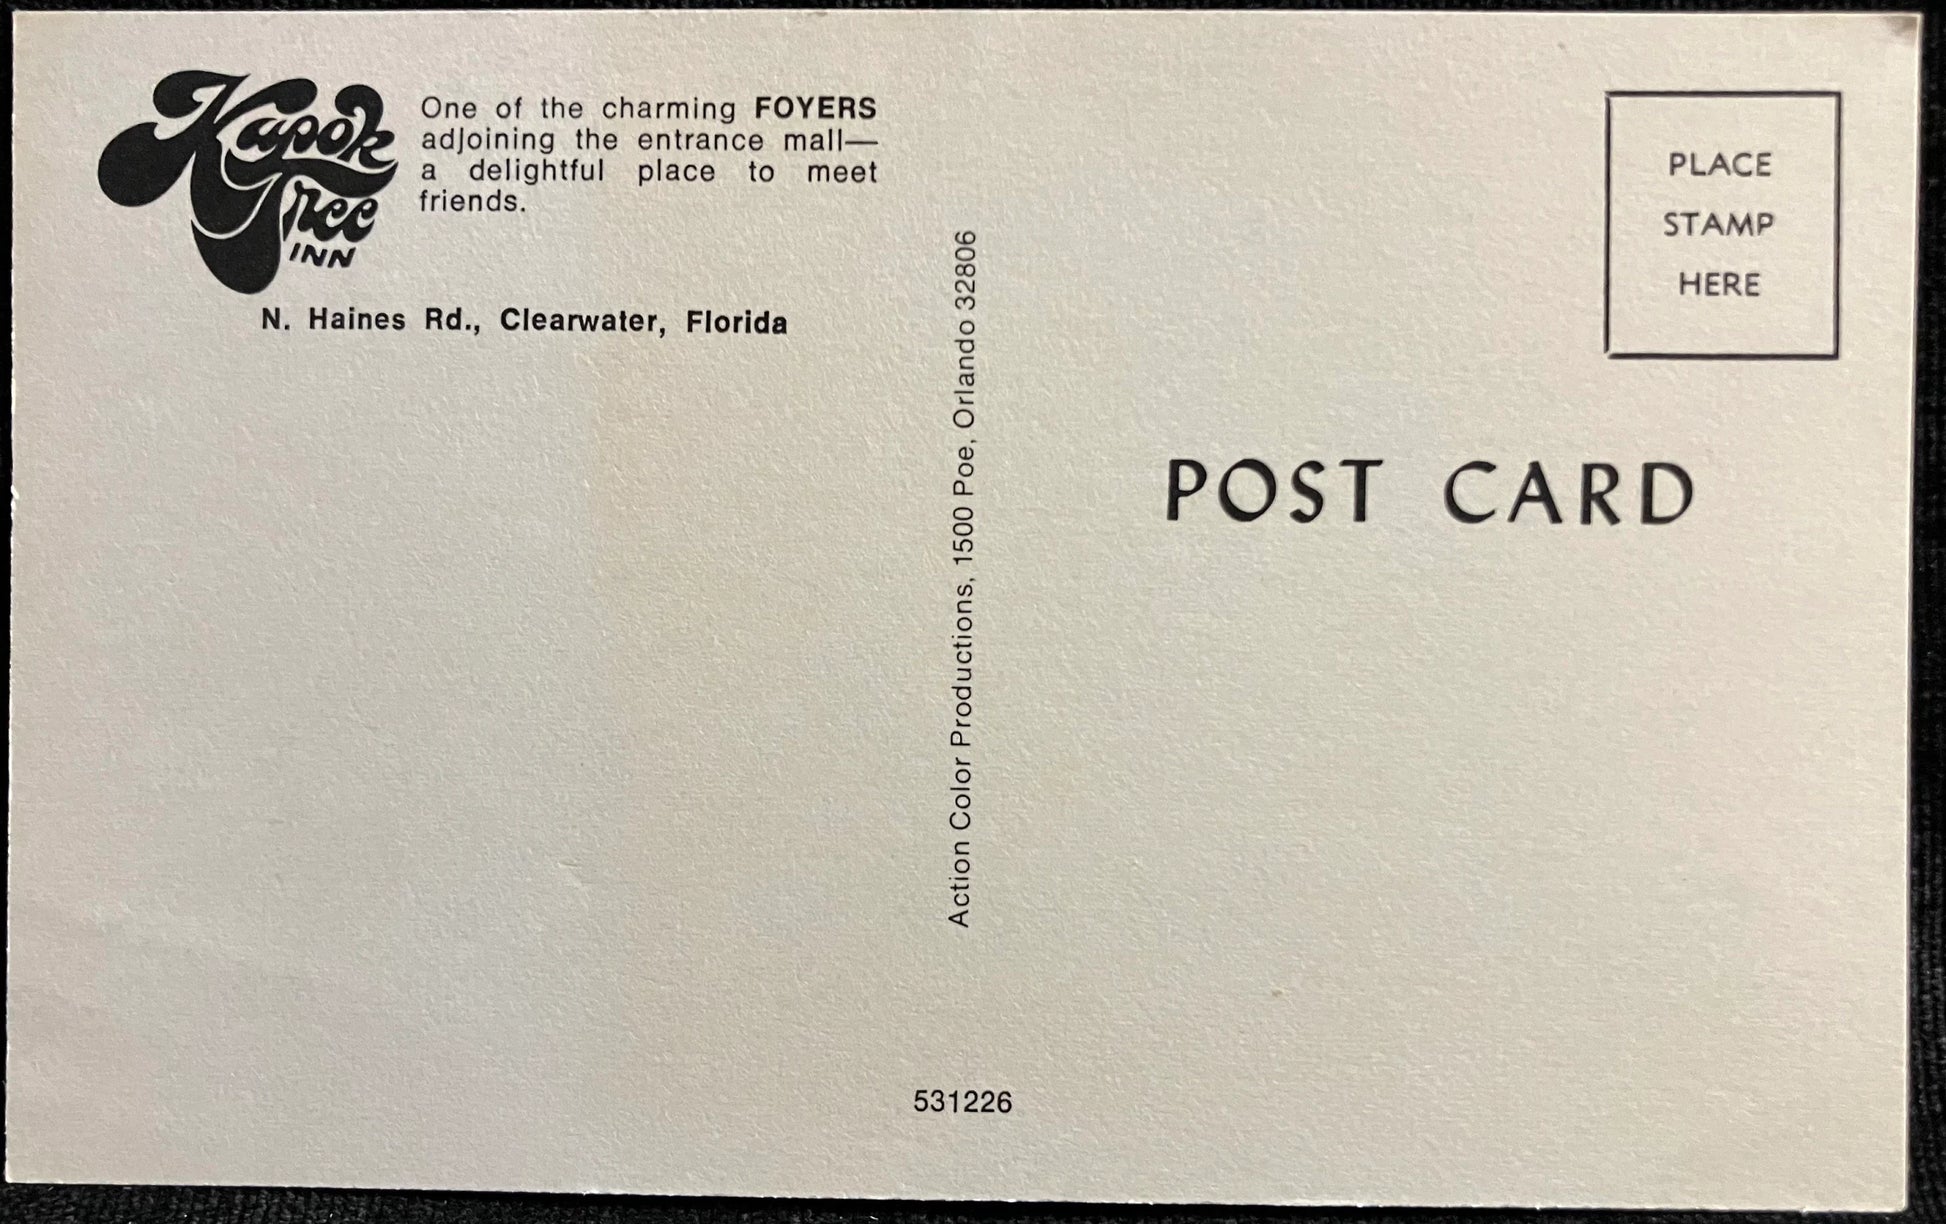 Kapok
Tree
INN
One of the charming FOYERS
adjoining the entrance mall—
a delightful place to meet
friends.
N. Haines Rd., Clearwater, Florida
Action Color Productions, 1500 Poe, Orlando 32806
531226
PLACE
STAMP
HERE
POST CARD